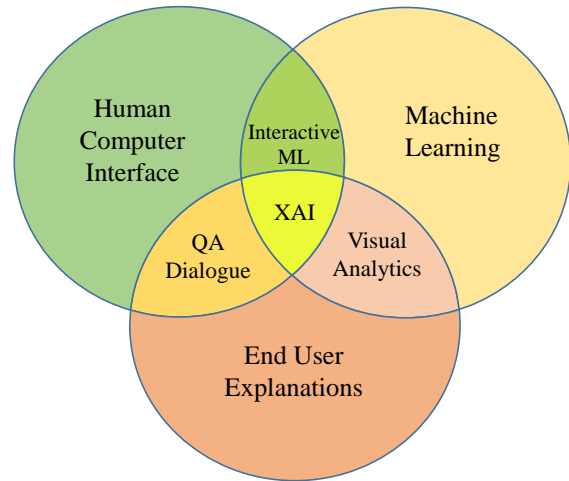 Human
Computer
Interface
Machine
Learning
Interactive
ML
XAI
QA
Dialogue
Visual
Analytics
End User
Explanations